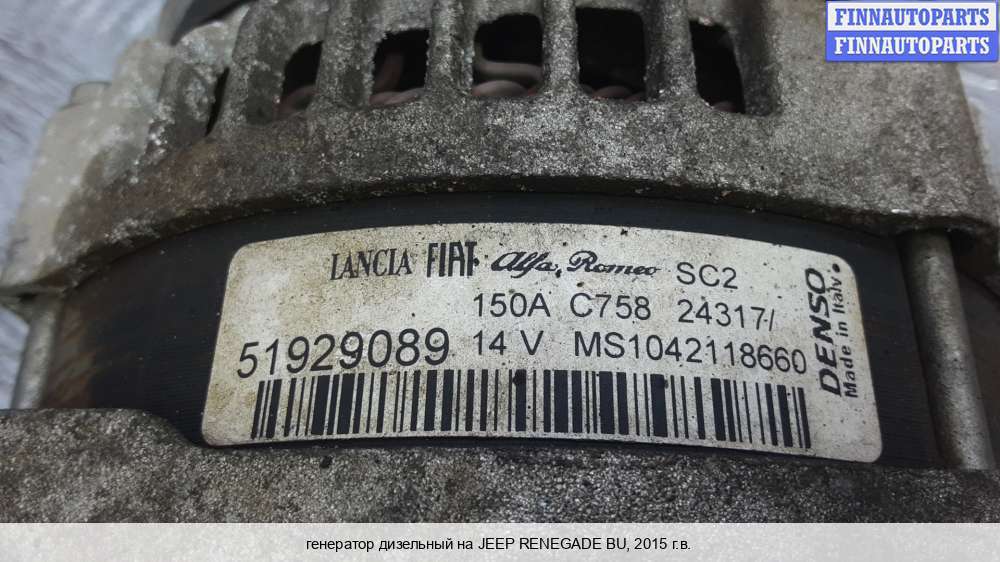 FINNAUTOPARTS
FINNAUTOPARTS
LANCIA FIAT Alfa Romeo SC2
150A C758 24317/
51929089 14 V MS1042118660
DENSO
Made in Italy
генератор дизельный на JEEP RENEGADE BU, 2015 г.в.